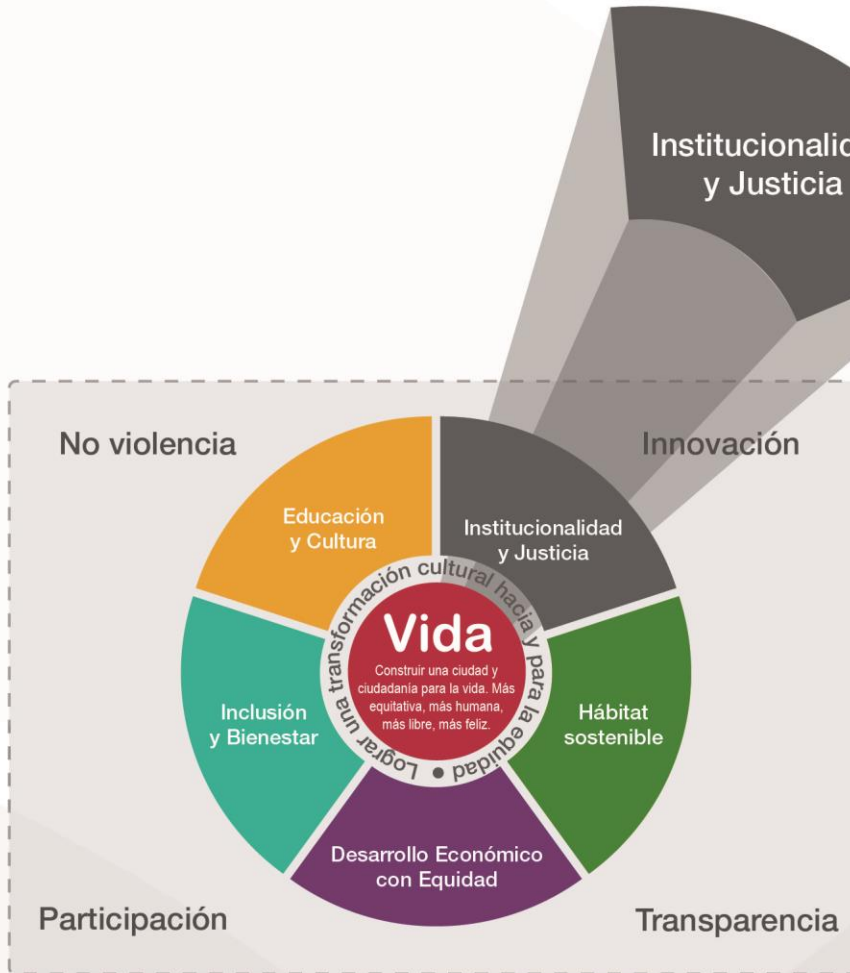 Institucionalid
y Justicia
No violencia
Innovación
Educación
y Cultura
Institucionalidad
y Justicia
Lograr una transformación cultural hacia y para la equidad •
Vida
Construir una ciudad y
ciudadanía para la vida. Más
equitativa, más humana,
más libre, más feliz.
Inclusión
y Bienestar
Hábitat
sostenible
Desarrollo Económico
con Equidad
Participación
Transparencia